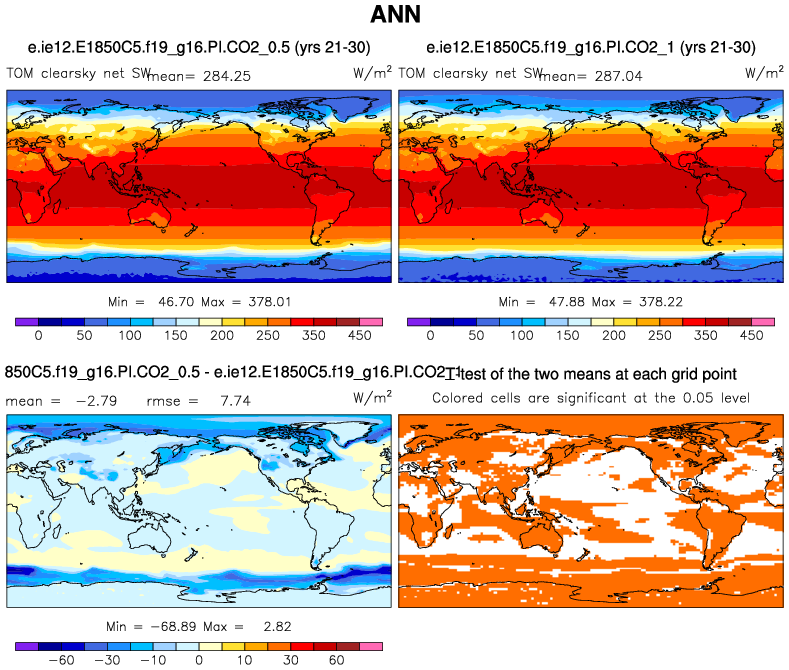 ANN
e.ie12.E1850C5.f19_g16.PI.CO2_0.5 (yrs 21-30)
e.ie12.E1850C5.f19_g16.PI.CO2_1 (yrs 21-30)
TOM clearsky net SW mean= 284.25 W/m2
TOM clearsky net SW mean= 287.04 W/m2
Min = 46.70 Max = 378.01
Min = 47.88 Max = 378.22
0 50 100 150 200 250 350 450
0 50 100 150 200 250 350 450
850C5.f19_g16.PI.CO2_0.5 - e.ie12.E1850C5.f19_g16.PI.CO2_1
T-test of the two means at each grid point
mean = -2.79 rmse = 7.74 W/m2
Colored cells are significant at the 0.05 level
Min = -68.89 Max = 2.82
-60 -30 -10 0 10 30 60